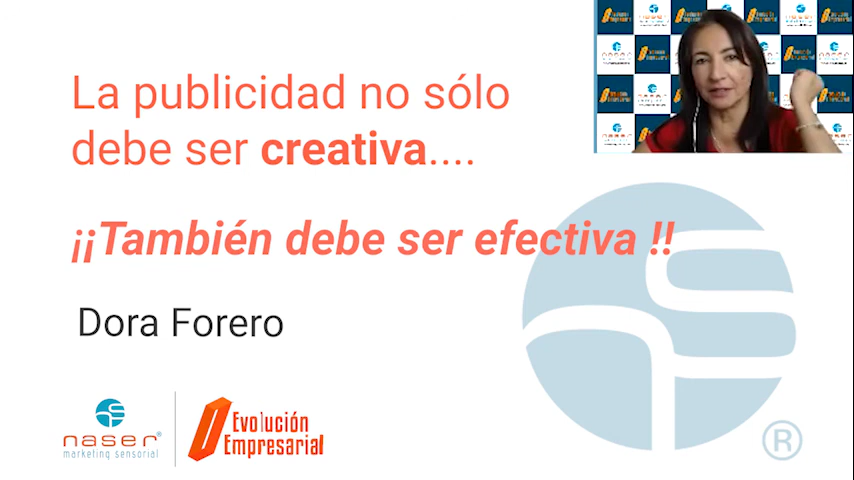 La publicidad no sólo
debe ser creativa....
¡¡También debe ser efectiva !!
Dora Forero
naser®
marketing sensorial
Evolución
Empresarial
®